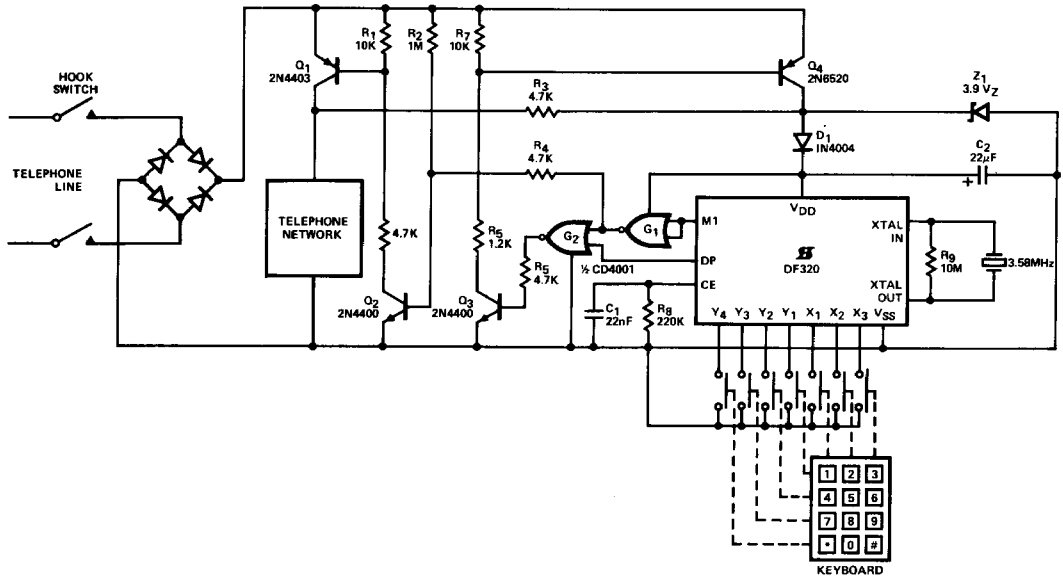 R1
10K
R2
1M
R7
10K
Q1
2N4403
Q4
2N6520
HOOK
SWITCH
R3
4.7K
Z1
3.9 VZ
D1
IN4004
R4
4.7K
C2
22µF
+
TELEPHONE
LINE
TELEPHONE
NETWORK
4.7K
R5
1.2K
G2
G1
M1
VDD
XTAL
IN
DF320
R9
10M
3.58MHz
½ CD4001
DP
R5
4.7K
CE
XTAL
OUT
Q2
2N4400
Q3
2N4400
C1
22nF
R8
220K
Y4 Y3 Y2 Y1 X1 X2 X3 VSS
1 2 3
4 5 6
7 8 9
• 0 #
KEYBOARD